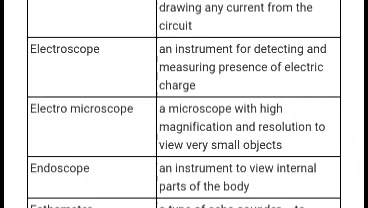 drawing any current from the
circuit
Electroscope an instrument for detecting and
measuring presence of electric
charge
Electro microscope a microscope with high
magnification and resolution to
view very small objects
Endoscope an instrument to view internal
parts of the body